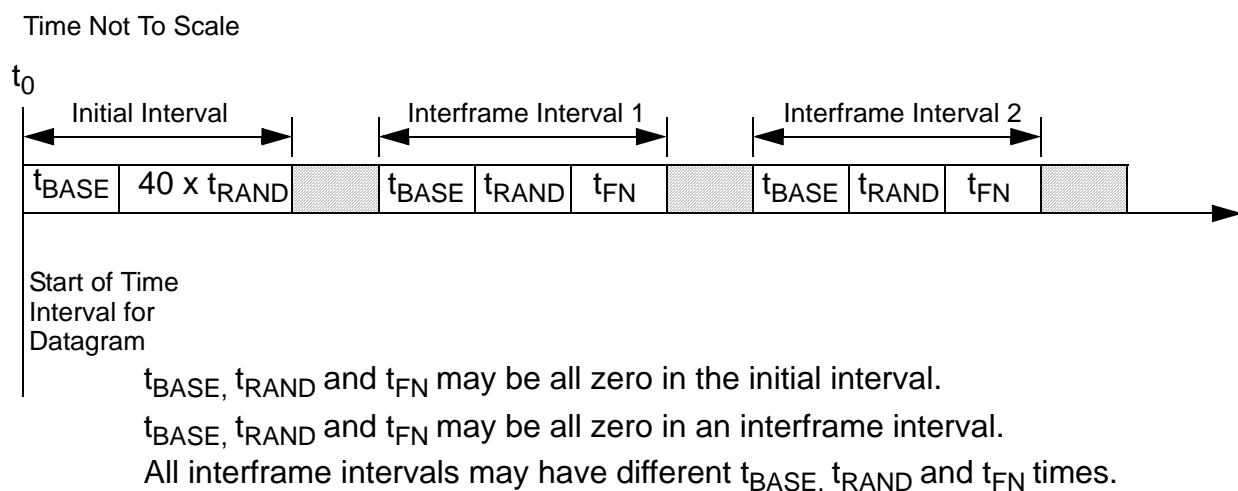 Time Not To Scale
t0
Initial Interval Interframe Interval 1 Interframe Interval 2
tBASE 40 x tRAND tBASE tRAND tFN tBASE tRAND tFN
Start of Time
Interval for
Datagram
tBASE, tRAND and tFN may be all zero in the initial interval.
tBASE, tRAND and tFN may be all zero in an interframe interval.
All interframe intervals may have different tBASE, tRAND and tFN times.